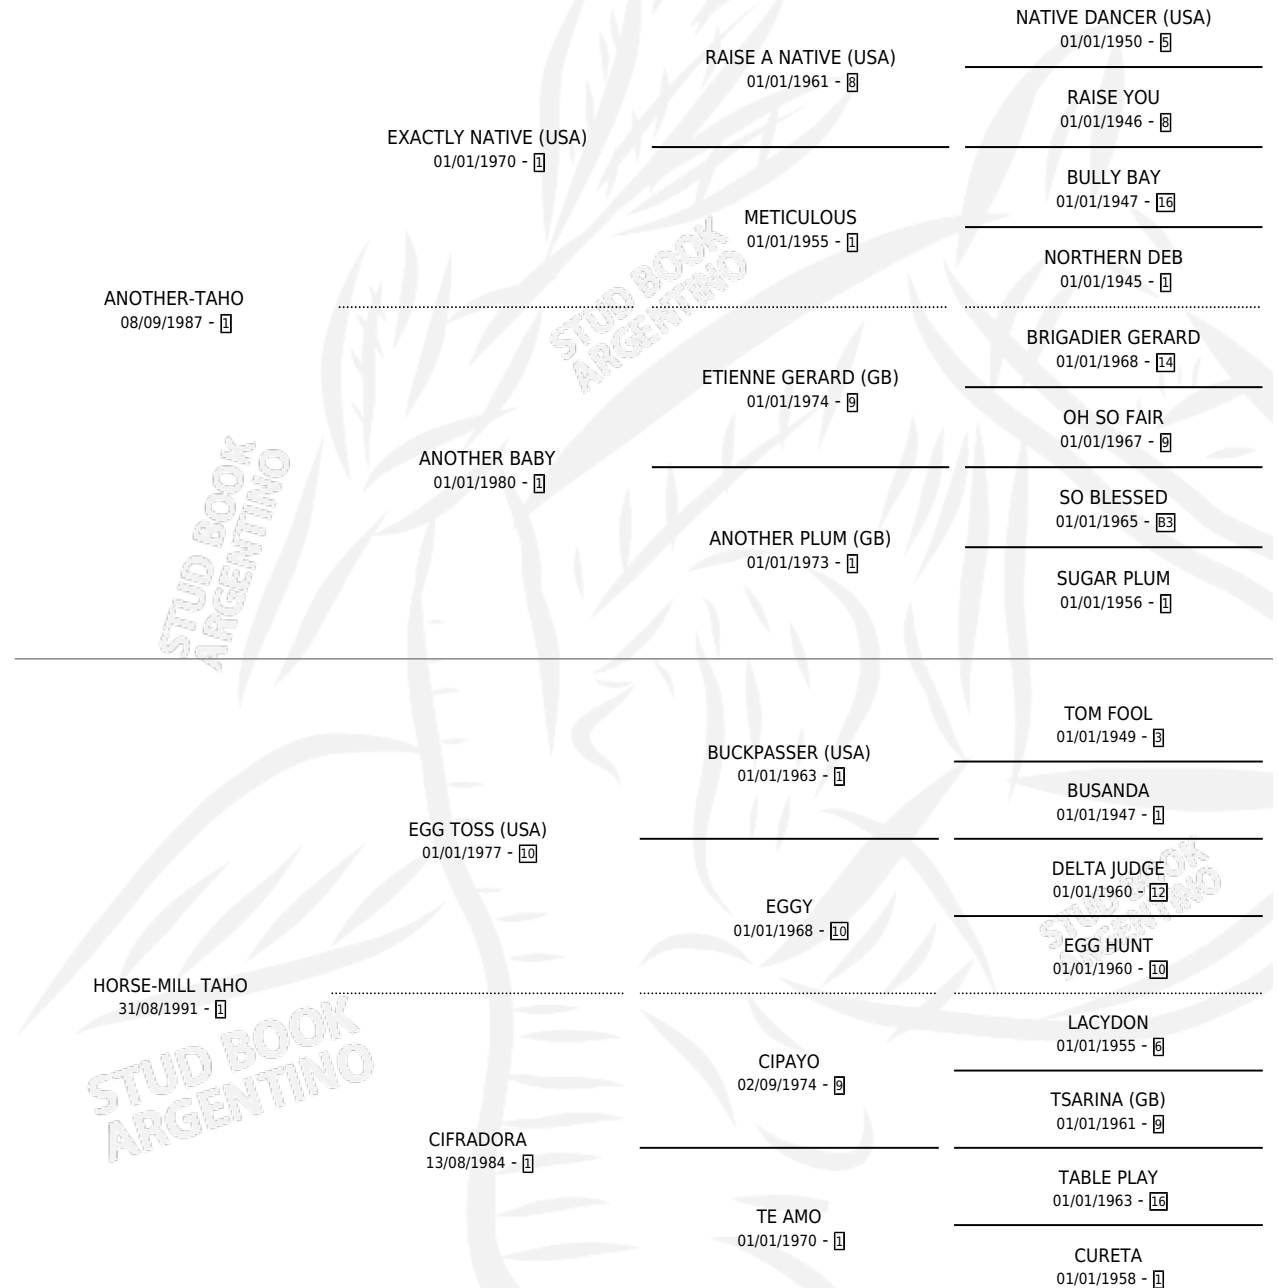 NATIVE DANCER (USA)
01/01/1950 - 5
RAISE A NATIVE (USA)
01/01/1961 - 8
RAISE YOU
01/01/1946 - 8
EXACTLY NATIVE (USA)
01/01/1970 - 1
BULLY BAY
01/01/1947 - 16
METICULOUS
01/01/1955 - 1
NORTHERN DEB
01/01/1945 - 1
ANOTHER-TAHO
08/09/1987 - 1
BRIGADIER GERARD
01/01/1968 - 14
ETIENNE GERARD (GB)
01/01/1974 - 9
OH SO FAIR
01/01/1967 - 9
ANOTHER BABY
01/01/1980 - 1
SO BLESSED
01/01/1965 - B3
ANOTHER PLUM (GB)
01/01/1973 - 1
SUGAR PLUM
01/01/1956 - 1
TOM FOOL
01/01/1949 - 3
BUCKPASSER (USA)
01/01/1963 - 1
BUSANDA
01/01/1947 - 1
EGG TOSS (USA)
01/01/1977 - 10
DELTA JUDGE
01/01/1960 - 12
EGGY
01/01/1968 - 10
EGG HUNT
01/01/1960 - 10
HORSE-MILL TAHO
31/08/1991 - 1
LACYDON
01/01/1955 - 6
CIPAYO
02/09/1974 - 9
TSARINA (GB)
01/01/1961 - 9
CIFRADORA
13/08/1984 - 1
TABLE PLAY
01/01/1963 - 16
TE AMO
01/01/1970 - 1
CURETA
01/01/1958 - 1
STUD BOOK
ARGENTINO
STUD BOOK
ARGENTINO
STUD BOOK
ARGENTINO
STUD BOOK
ARGENTINO